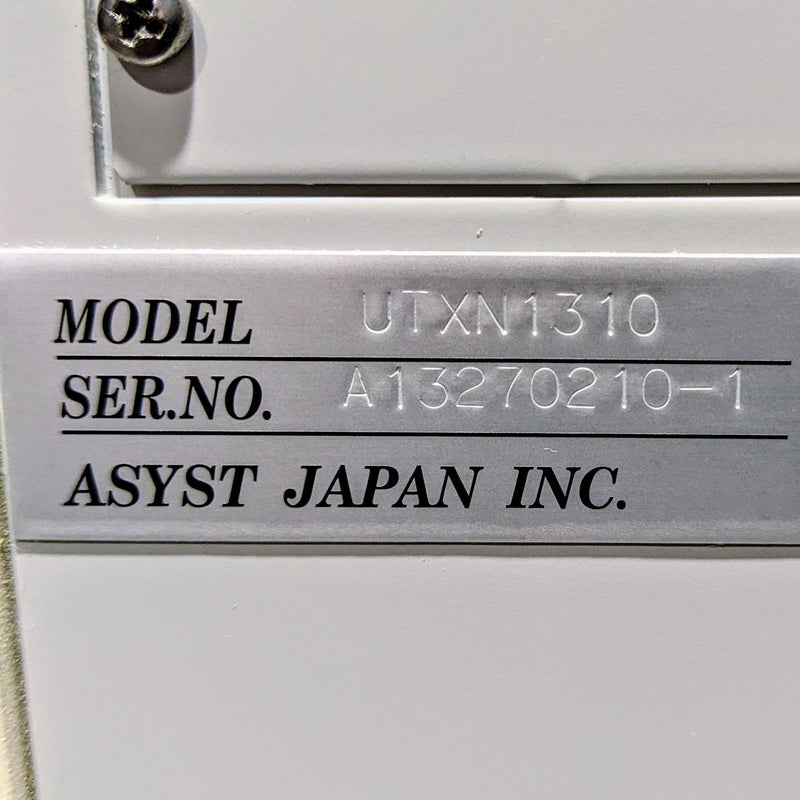 MODEL UTXN1310
SER.NO. A13270210-1
ASYST JAPAN INC.